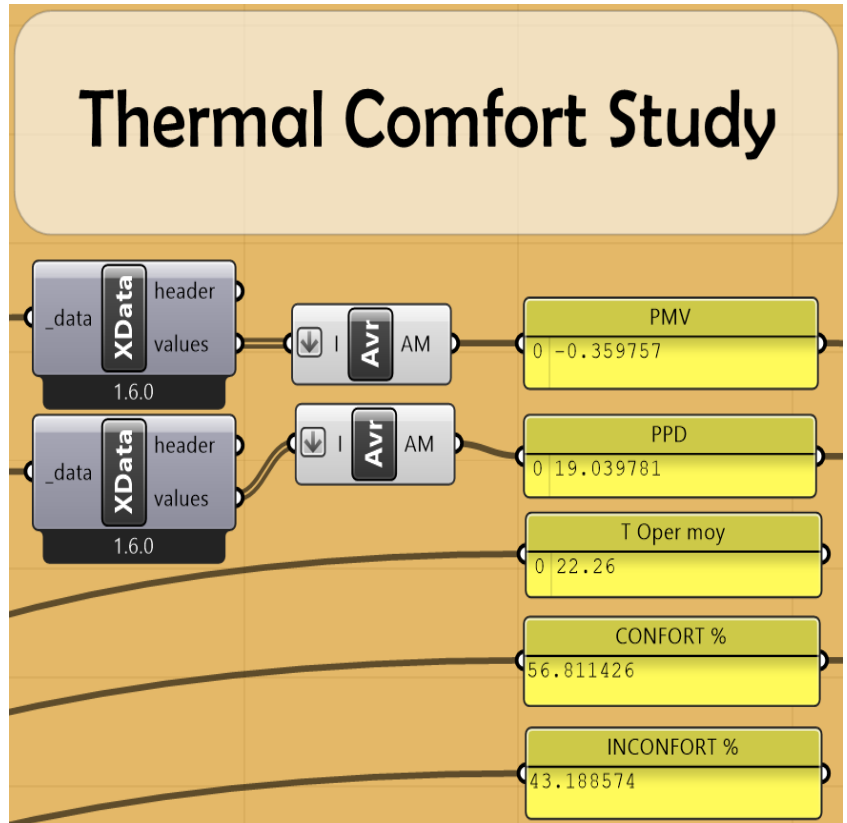 Thermal Comfort Study
_data
XData
header
values
1.6.0
I
Avr
AM
PMV
0 -0.359757
_data
XData
header
values
1.6.0
I
Avr
AM
PPD
0 19.039781
T Oper moy
0 22.26
CONFORT %
56.811426
INCONFORT %
43.188574